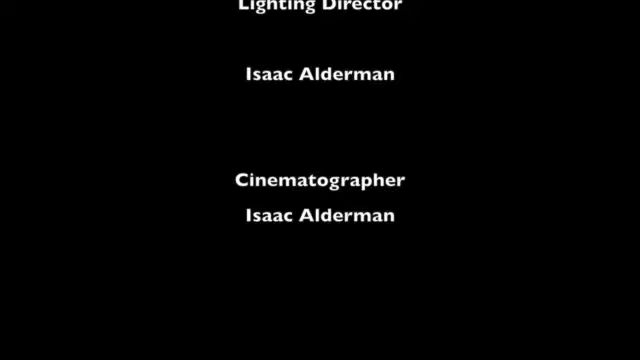 Lighting Director
Isaac Alderman
Cinematographer
Isaac Alderman